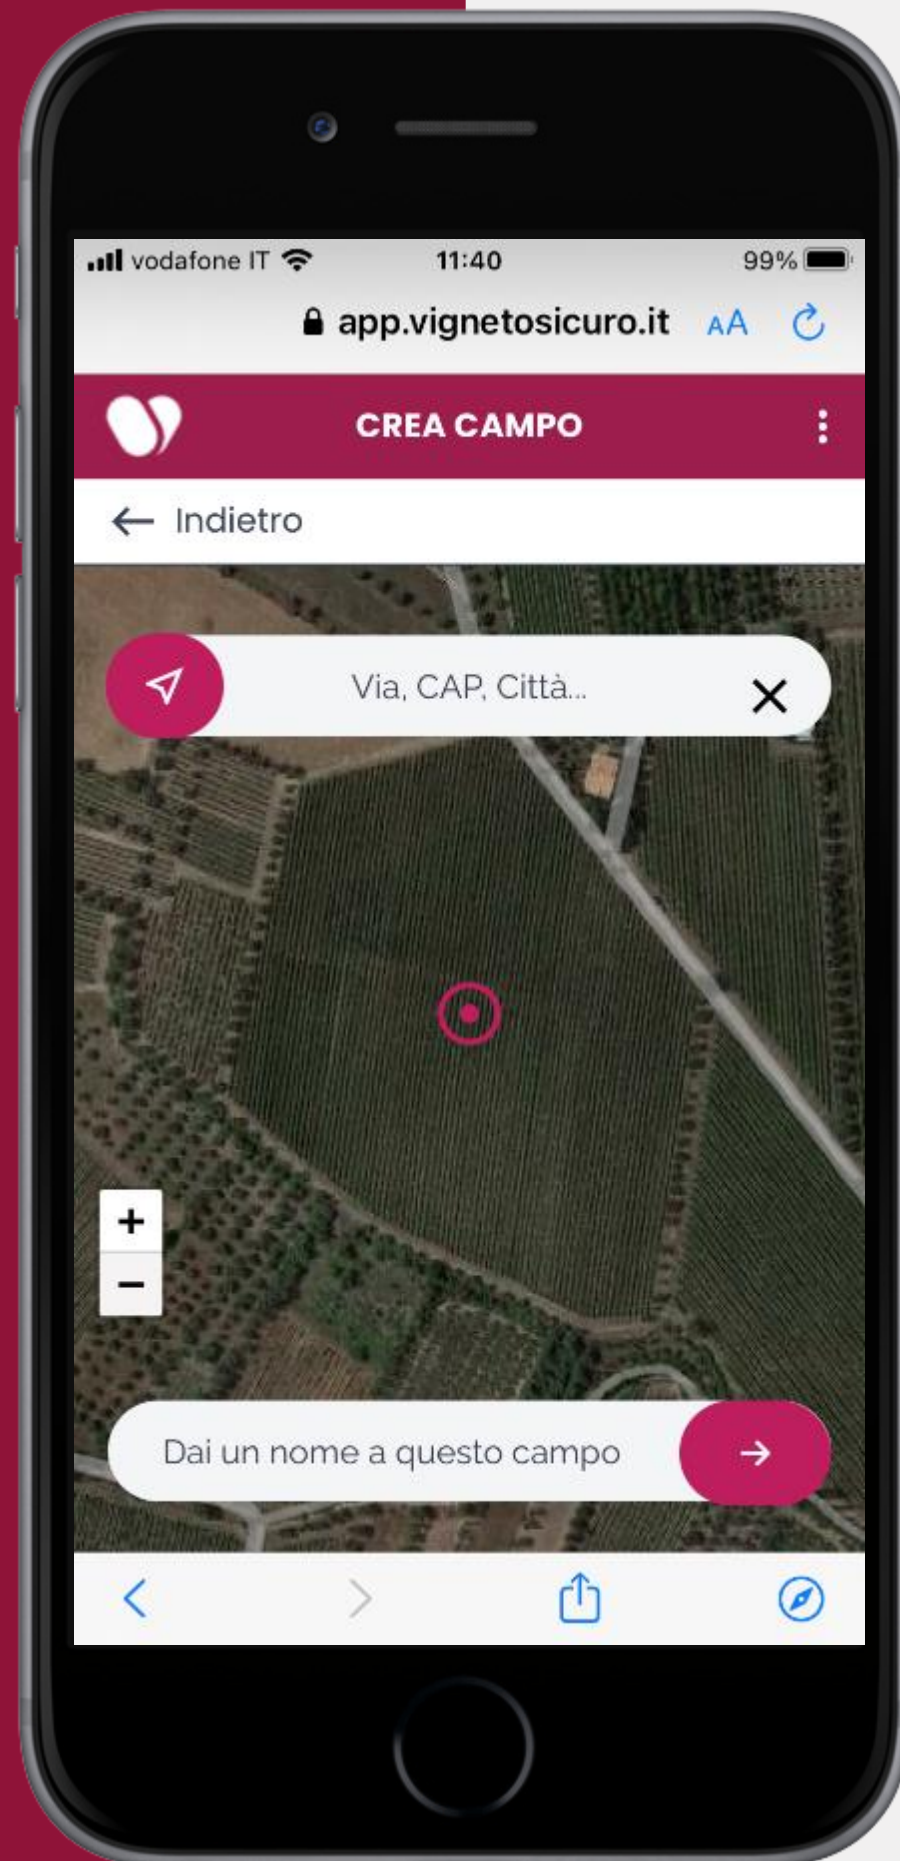 vodafone IT 11:40 99%
app.vignetosicuro.it AA
CREA CAMPO
Indietro
Via, CAP, Città...
+
−
Dai un nome a questo campo